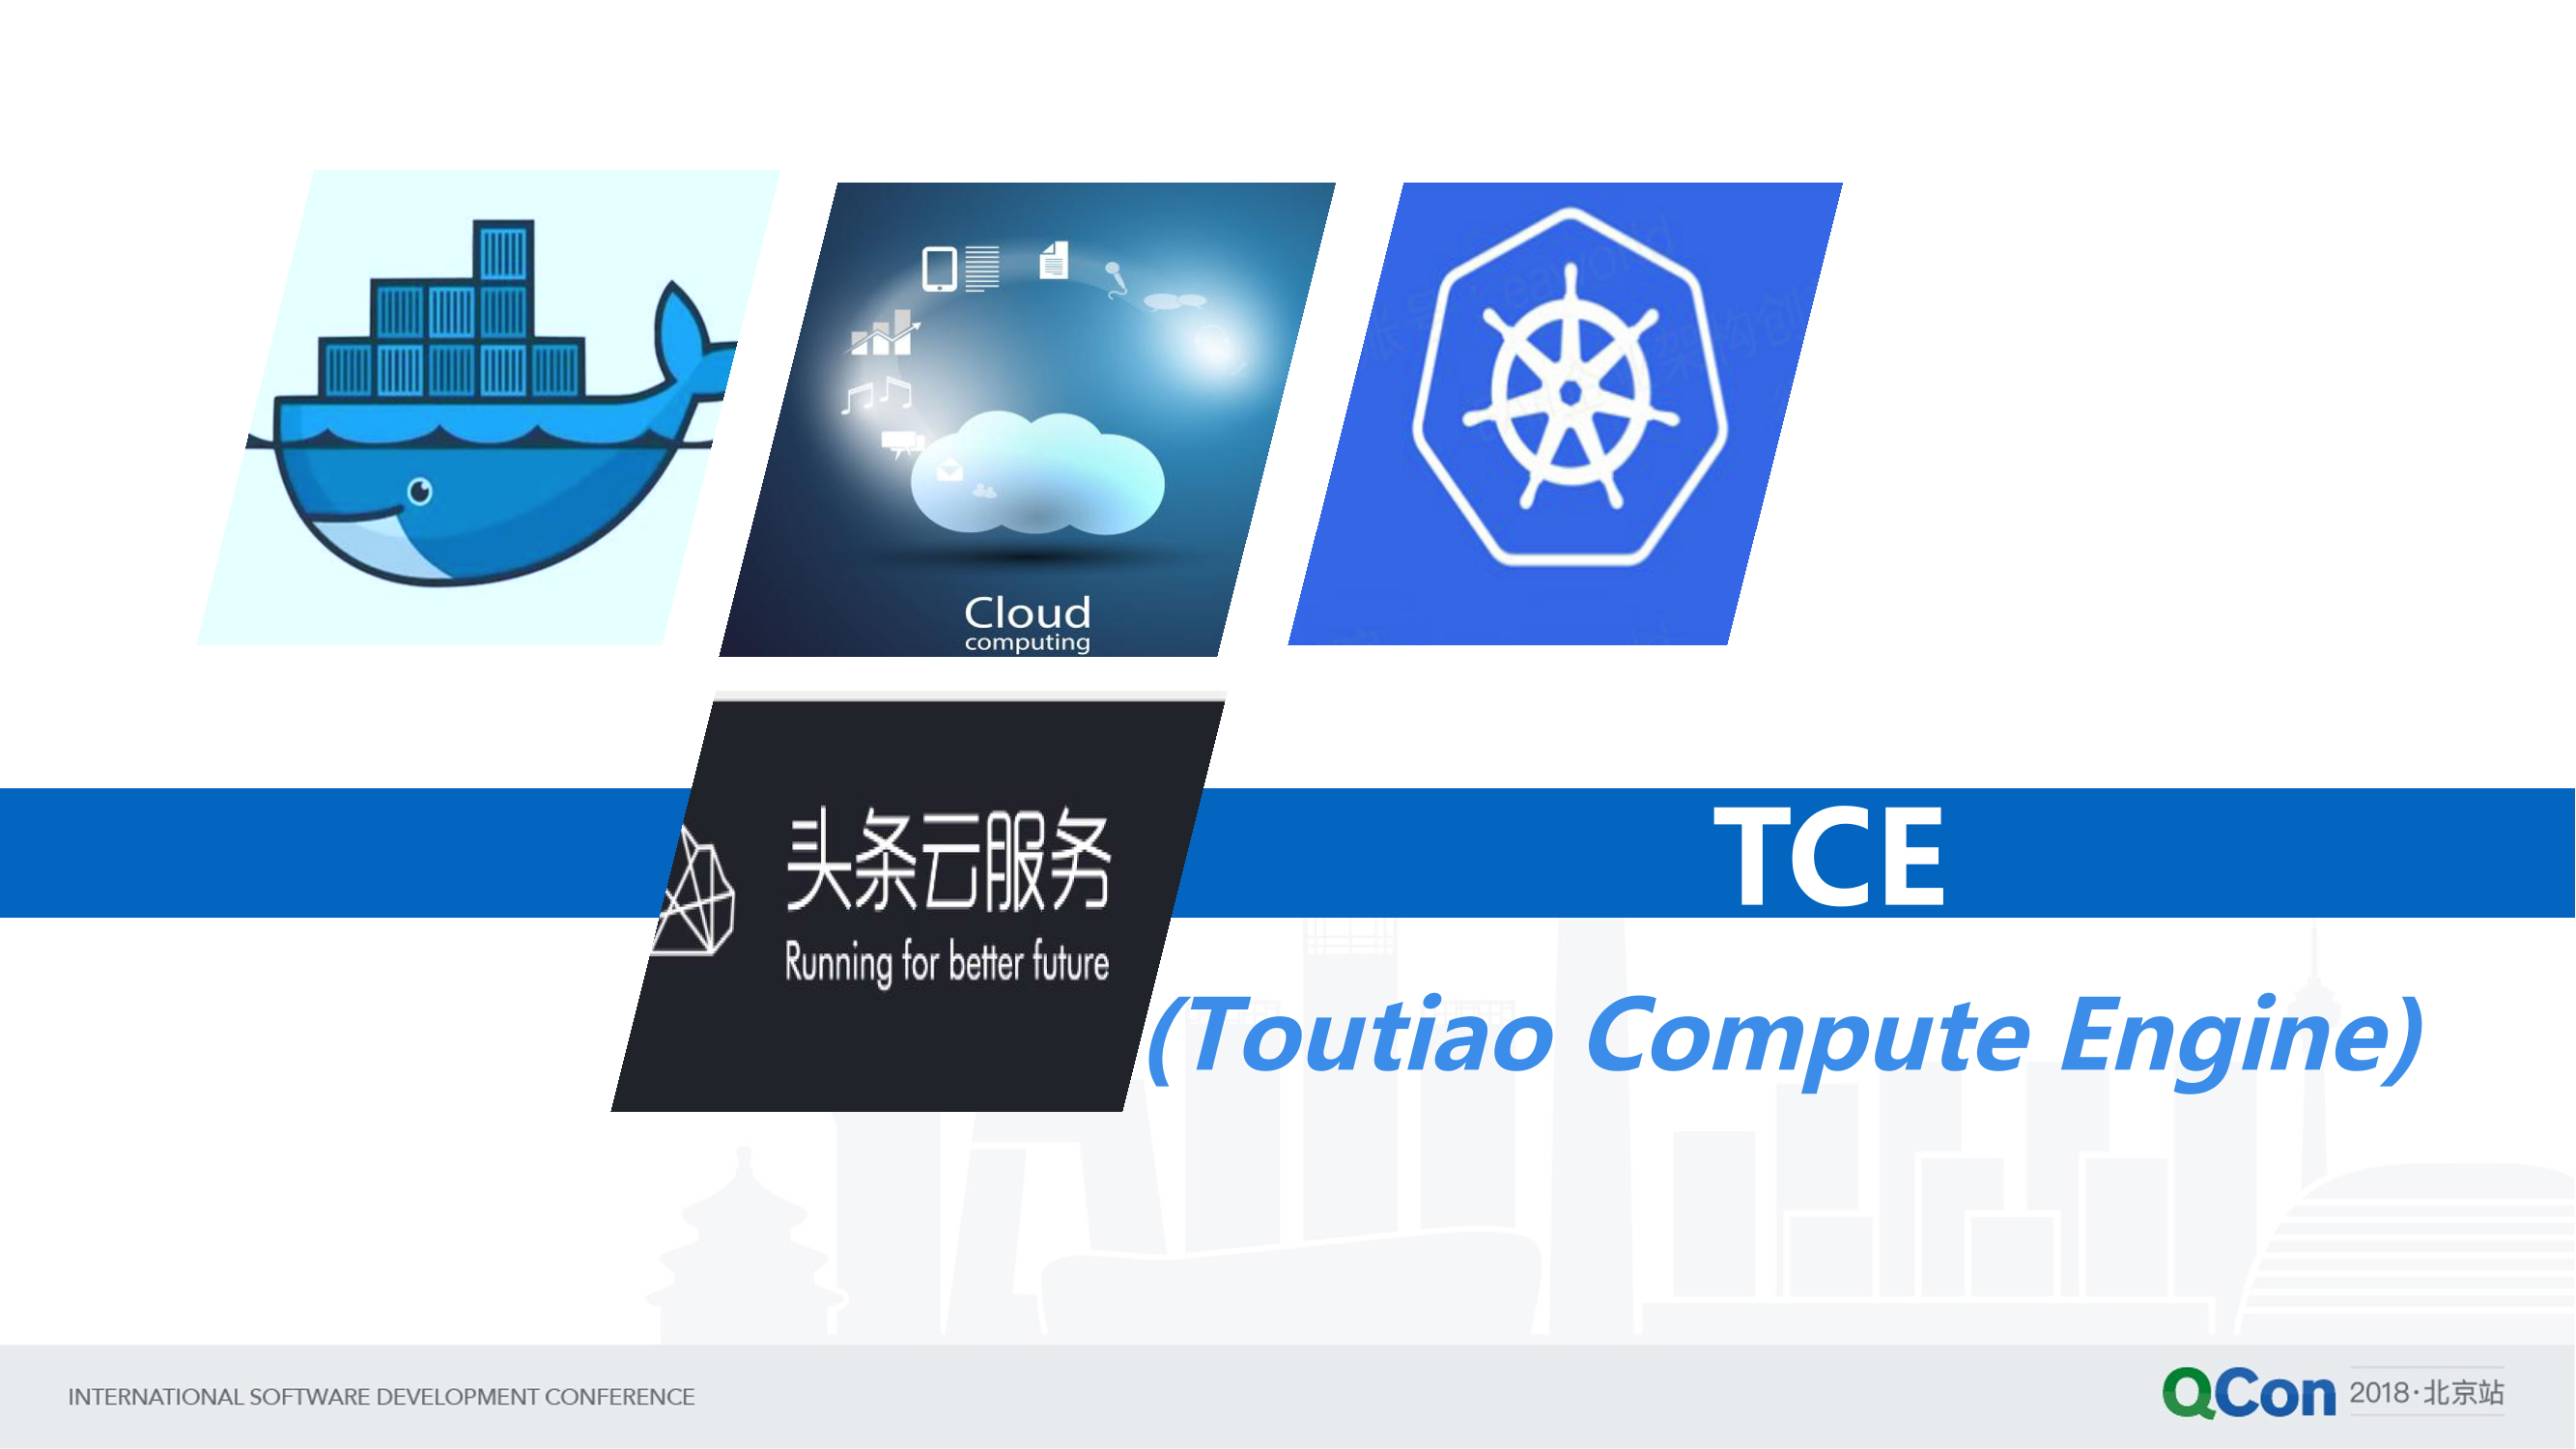 Cloud
computing
头条云服务
Running for better future
TCE
(Toutiao Compute Engine)
INTERNATIONAL SOFTWARE DEVELOPMENT CONFERENCE
QCon 2018·北京站